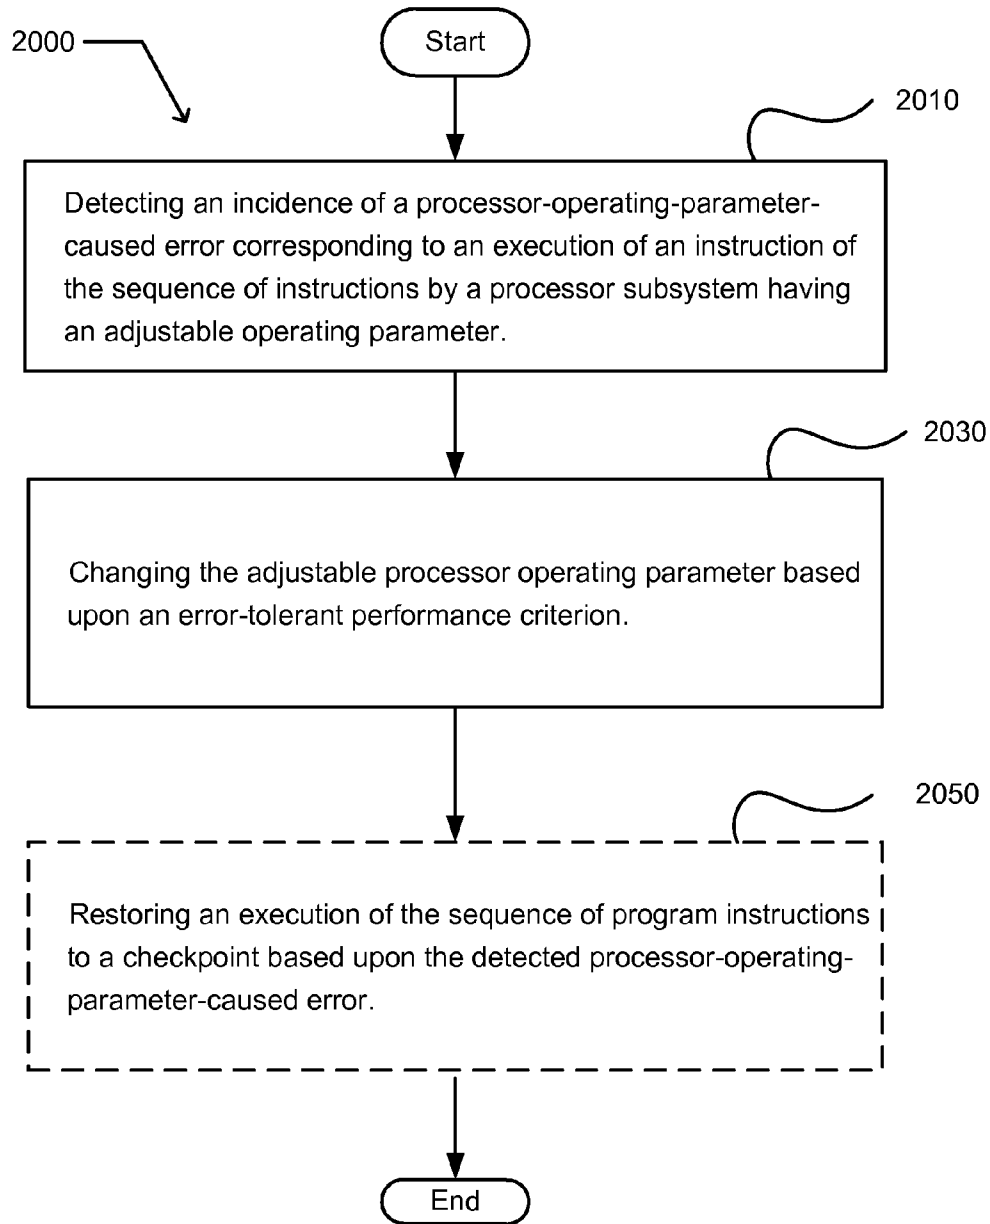 2000
Start
2010
Detecting an incidence of a processor-operating-parameter-
caused error corresponding to an execution of an instruction of
the sequence of instructions by a processor subsystem having
an adjustable operating parameter.
2030
Changing the adjustable processor operating parameter based
upon an error-tolerant performance criterion.
2050
Restoring an execution of the sequence of program instructions
to a checkpoint based upon the detected processor-operating-
parameter-caused error.
End